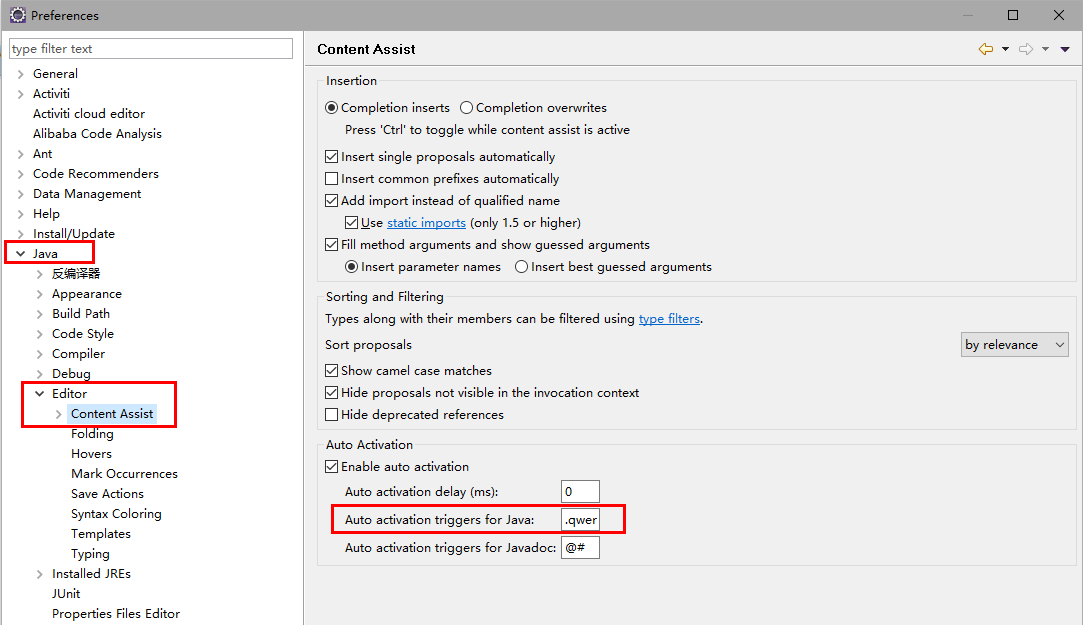 Preferences
type filter text
General
Activiti
Activiti cloud editor
Alibaba Code Analysis
Ant
Code Recommenders
Data Management
Help
Install/Update
Java
反编译器
Appearance
Build Path
Code Style
Compiler
Debug
Editor
Content Assist
Folding
Hovers
Mark Occurrences
Save Actions
Syntax Coloring
Templates
Typing
Installed JREs
JUnit
Properties Files Editor
Content Assist
Insertion
Completion inserts Completion overwrites
Press 'Ctrl' to toggle while content assist is active
Insert single proposals automatically
Insert common prefixes automatically
Add import instead of qualified name
Use static imports (only 1.5 or higher)
Fill method arguments and show guessed arguments
Insert parameter names Insert best guessed arguments
Sorting and Filtering
Types along with their members can be filtered using type filters.
Sort proposals by relevance
Show camel case matches
Hide proposals not visible in the invocation context
Hide deprecated references
Auto Activation
Enable auto activation
Auto activation delay (ms): 0
Auto activation triggers for Java: .qwer
Auto activation triggers for Javadoc: @#